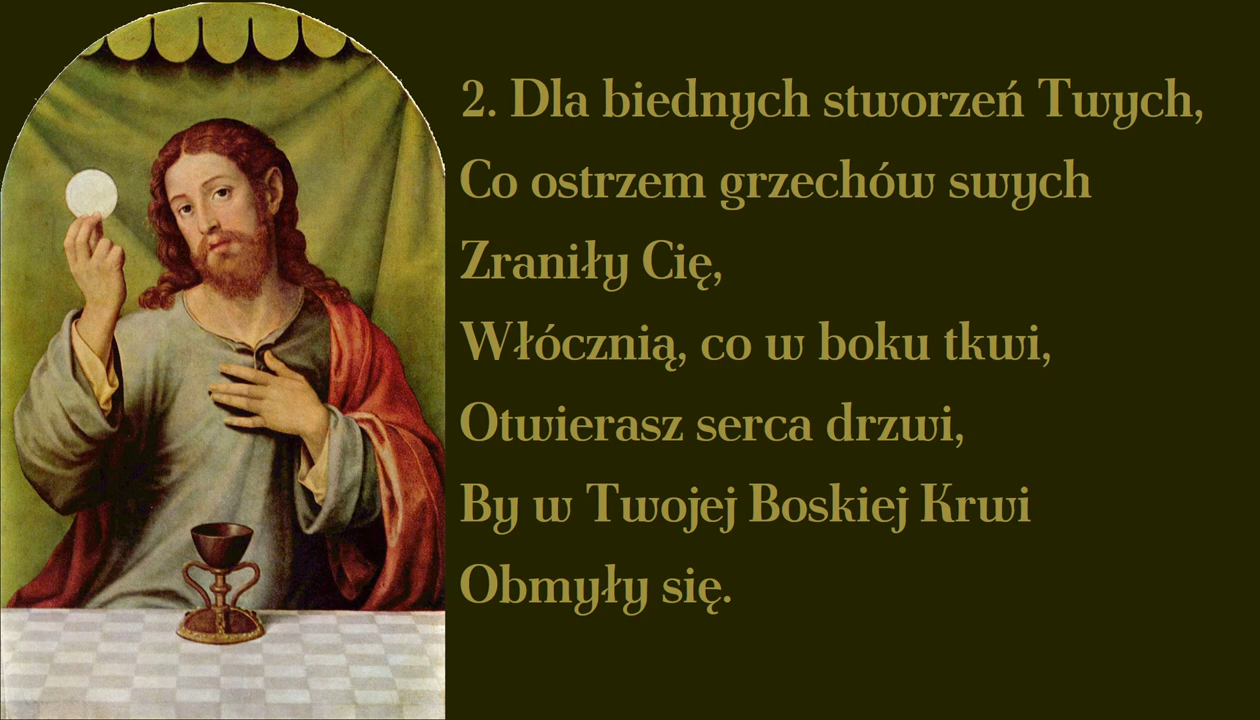 2. Dla biednych stworzeń Twych,
Co ostrzem grzechów swych
Zraniły Cię,
Włócznią, co w boku tkwi,
Otwierasz serca drzwi,
By w Twojej Boskiej Krwi
Obmyły się.